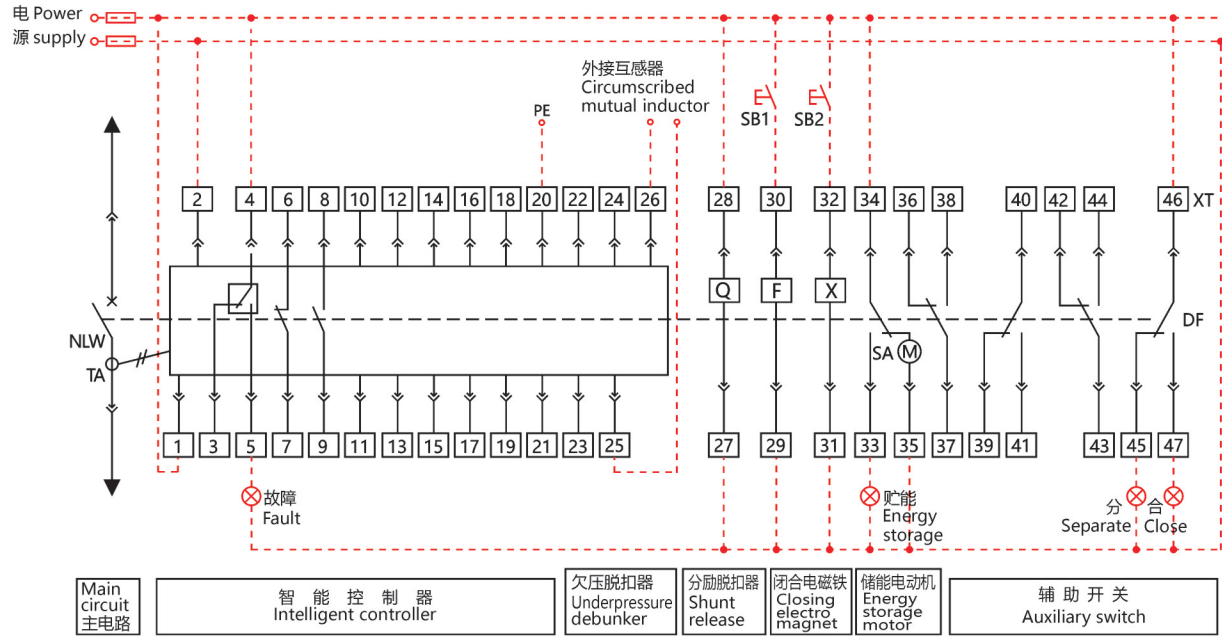 电 Power
源 supply
外接互感器
Circumscribed
mutual inductor
PE
SB1
SB2
2
4
6
8
10
12
14
16
18
20
22
24
26
28
30
32
34
36
38
40
42
44
46
XT
Q
F
X
NLW
TA
SA
M
DF
1
3
5
7
9
11
13
15
17
19
21
23
25
27
29
31
33
35
37
39
41
43
45
47
故障
Fault
贮能
Energy
storage
分
Separate
合
Close
Main
circuit
主电路
智 能 控 制 器
Intelligent controller
欠压脱扣器
Underpressure
debunker
分励脱扣器
Shunt
release
闭合电磁铁
Closing
electro
magnet
储能电动机
Energy
storage
motor
辅 助 开 关
Auxiliary switch